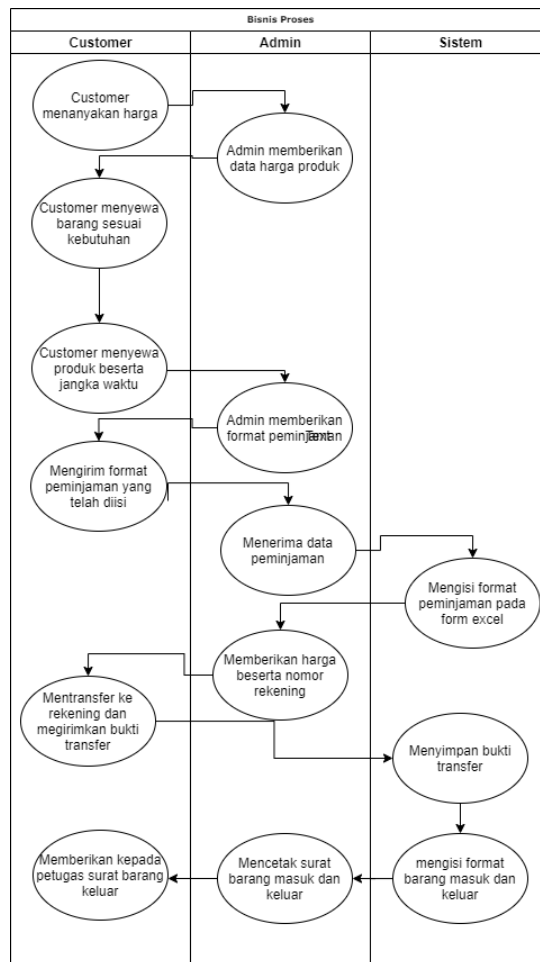 Bisnis Proses
Customer
Admin
Sistem
Customer
menanyakan harga
Admin memberikan
data harga produk
Customer menyewa
barang sesuai
kebutuhan
Customer menyewa
produk beserta
jangka waktu
Admin memberikan
format peminjaman
Text
Mengirim format
peminjaman yang
telah diisi
Menerima data
peminjaman
Mengisi format
peminjaman pada
form excel
Memberikan harga
beserta nomor
rekening
Mentransfer ke
rekening dan
megirimkan bukti
transfer
Menyimpan bukti
transfer
mengisi format
barang masuk dan
keluar
Mencetak surat
barang masuk dan
keluar
Memberikan kepada
petugas surat barang
keluar